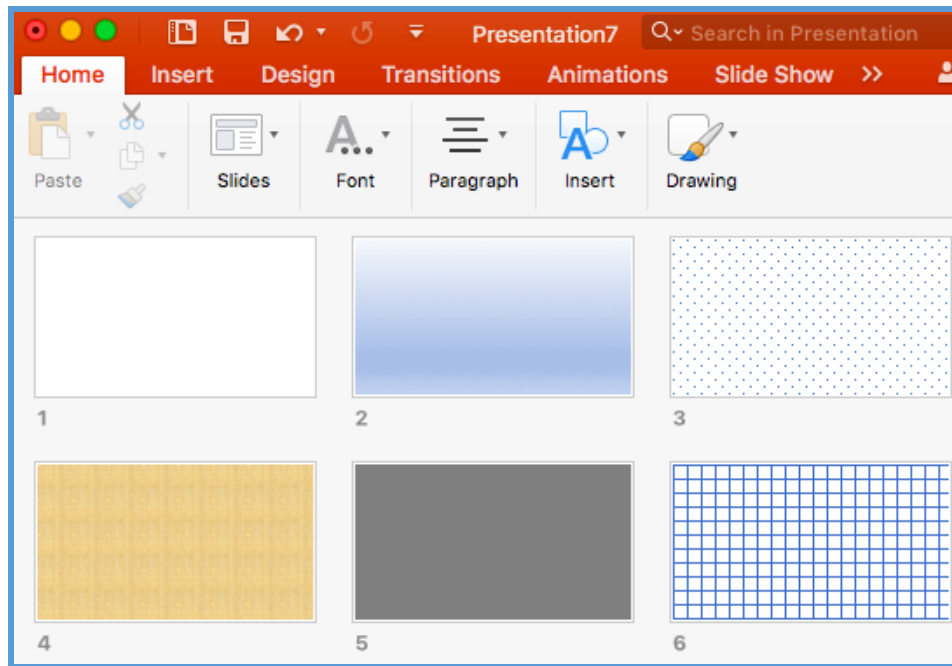 Presentation7
Search in Presentation
Home Insert Design Transitions Animations Slide Show >>
Paste Slides Font Paragraph Insert Drawing
1 2 3
4 5 6